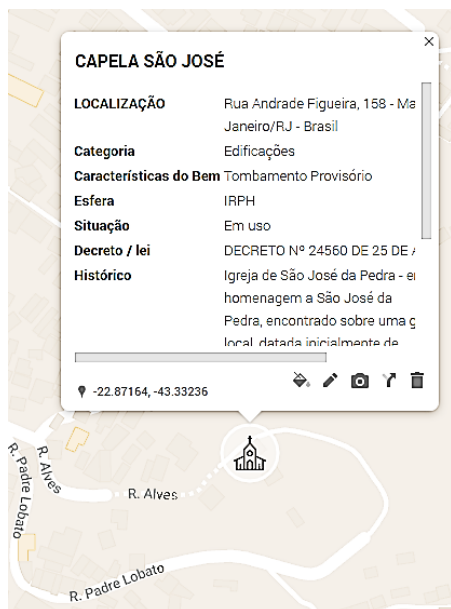 CAPELA SÃO JOSÉ
LOCALIZAÇÃO Rua Andrade Figueira, 158 - Ma
Janeiro/RJ - Brasil
Categoria Edificações
Características do Bem Tombamento Provisório
Esfera IRPH
Situação Em uso
Decreto / lei DECRETO Nº 24560 DE 25 DE
Histórico Igreja de São José da Pedra -
homenagem a São José da
Pedra, encontrado sobre uma g
local, datada inicialmente de
-22.87164, -43.33236
R. Alves
R. Padre Lobato
R. Alves
R. Padre Lobato